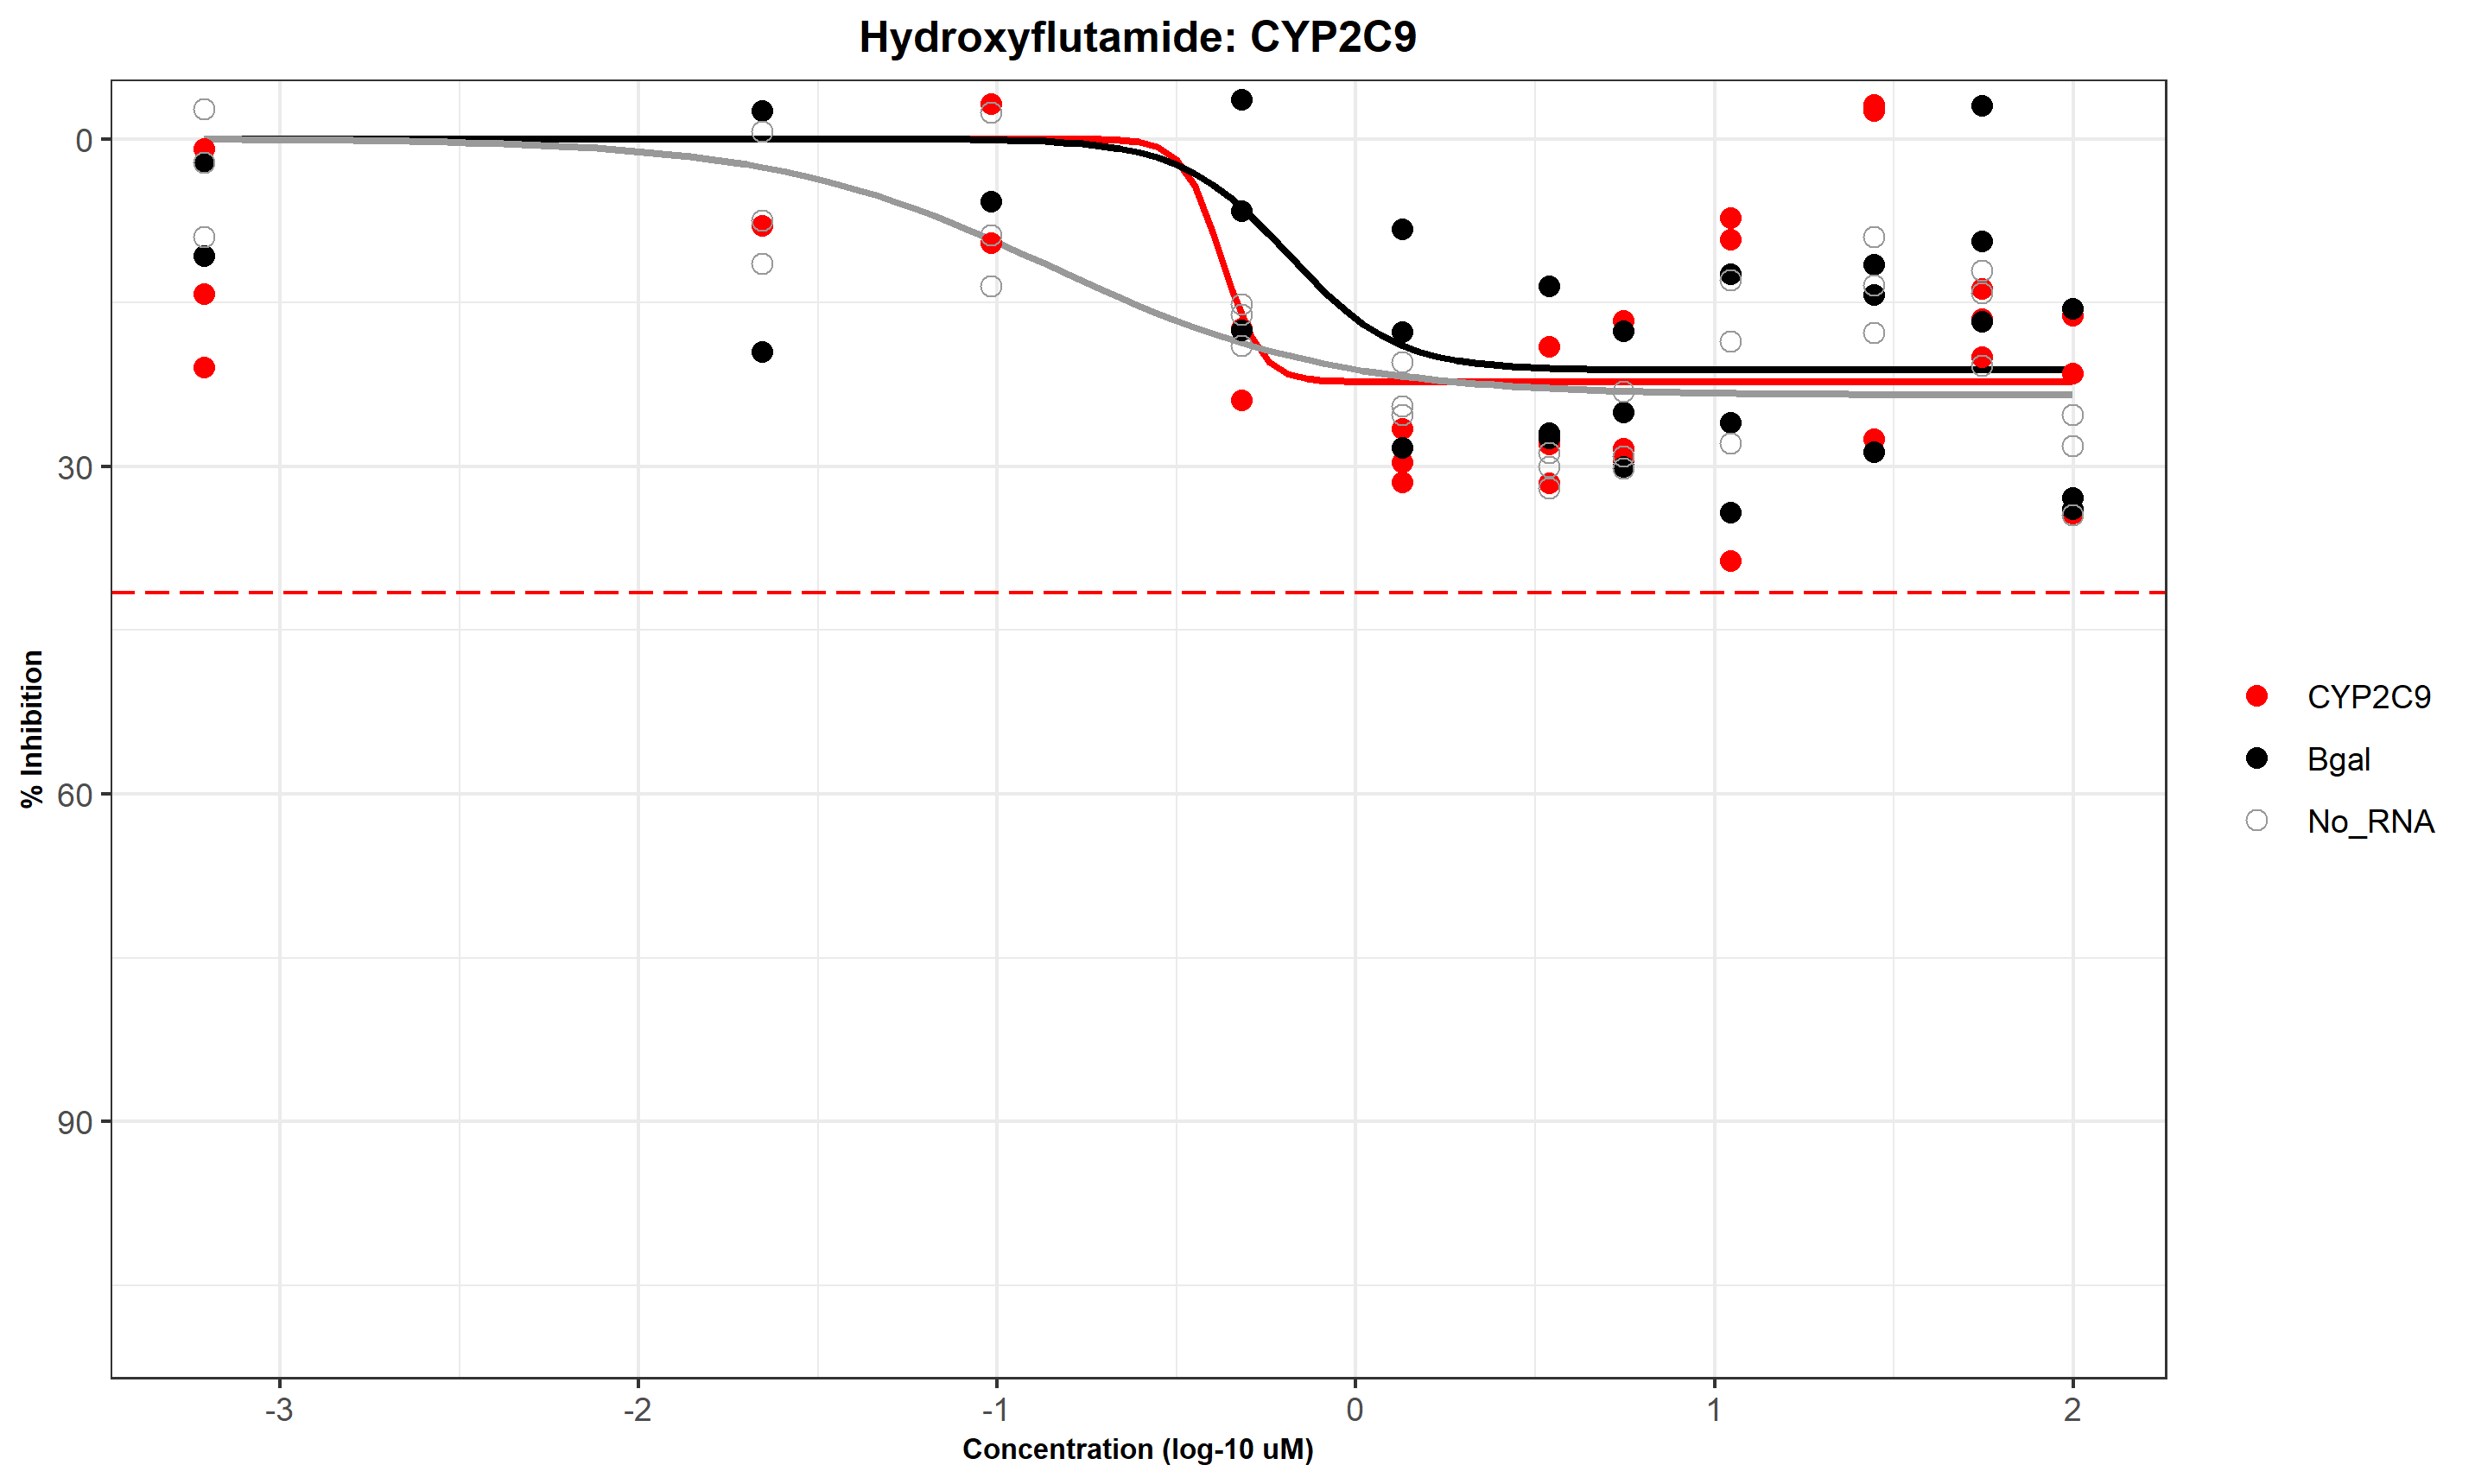 Hydroxyflutamide: CYP2C9
% Inhibition
0
30
60
90
-3
-2
-1
0
1
2
Concentration (log-10 uM)
CYP2C9
Bgal
No_RNA